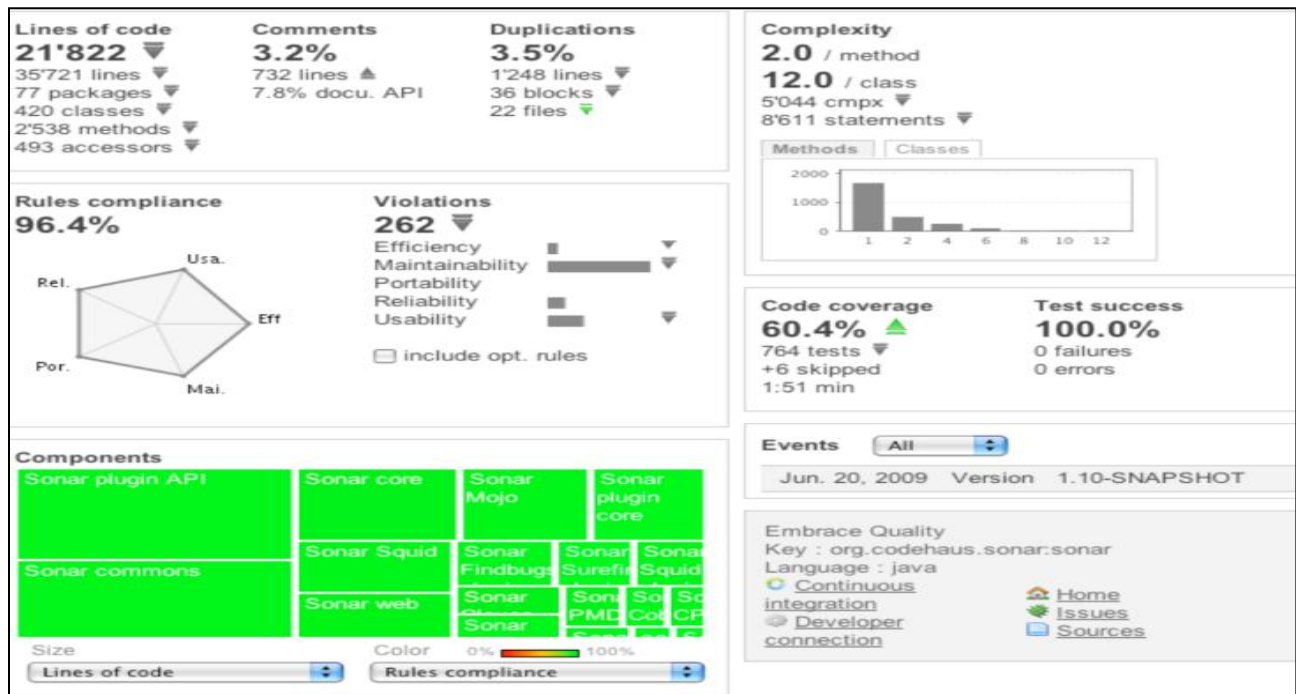 Lines of code
21'822
35'721 lines
77 packages
420 classes
2'538 methods
493 accessors
Comments
3.2%
732 lines
7.8% docu. API
Duplications
3.5%
1'248 lines
36 blocks
22 files
Complexity
2.0 / method
12.0 / class
5'044 cmpx
8'611 statements
Methods
Classes
2000
1000
0
1 2 4 6 8 10 12
Rules compliance
96.4%
Usa.
Rel.
Eff
Por.
Mai.
Violations
262
Efficiency
Maintainability
Portability
Reliability
Usability
include opt. rules
Code coverage
60.4%
764 tests
+6 skipped
1:51 min
Test success
100.0%
0 failures
0 errors
Events All
Jun. 20, 2009 Version 1.10-SNAPSHOT
Components
Sonar plugin API
Sonar commons
Sonar core
Sonar Squid
Sonar web
Sonar
Mojo
Sonar
plugin
core
Sonar
Findbugs
Sonar
Surefir
Sona
Squid
Sonar
Sonar
Son
PMD
So
Col
So
CP
Size
Lines of code
Color 0% 100%
Rules compliance
Embrace Quality
Key : org.codehaus.sonar:sonar
Language : java
Continuous
integration
Developer
connection
Home
Issues
Sources